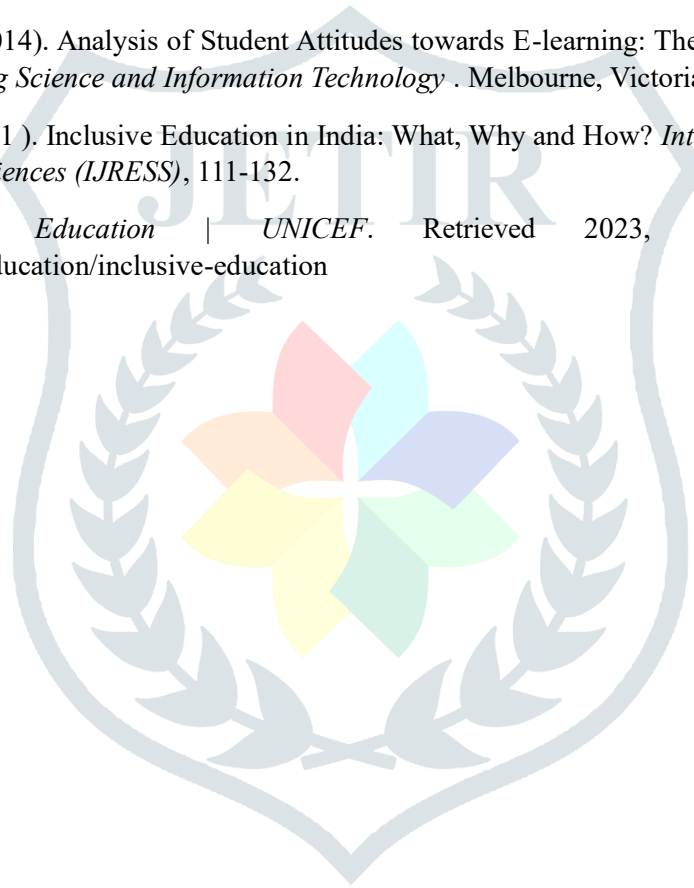 014). Analysis of Student Attitudes towards E-learning: The
g Science and Information Technology . Melbourne, Victoria
1 ). Inclusive Education in India: What, Why and How? Int
iences (IJRESS), 111-132.
Education | UNICEF. Retrieved 2023,
ducation/inclusive-education
JETIR